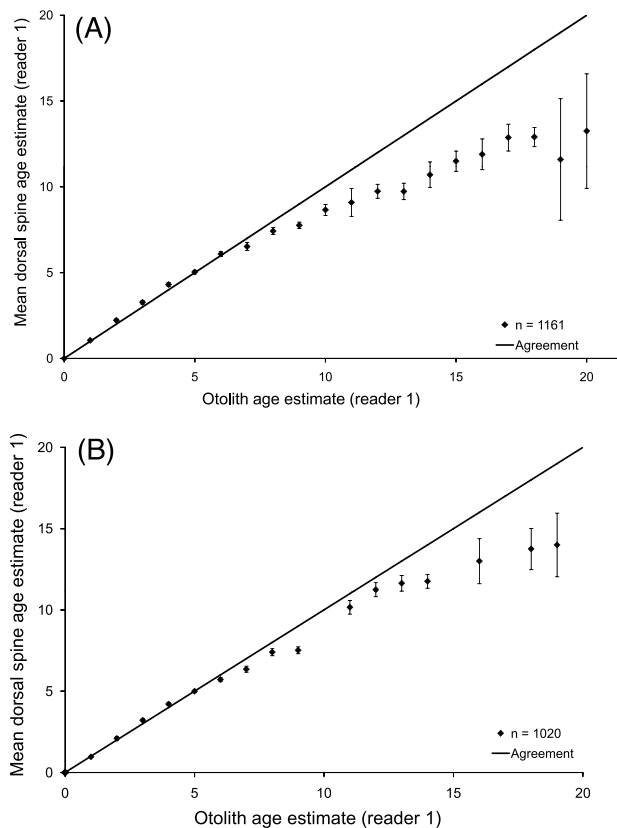 (A)
Mean dorsal spine age estimate (reader 1)
20
15
10
5
0
n = 1161
Agreement
0 5 10 15 20
Otolith age estimate (reader 1)
(B)
Mean dorsal spine age estimate (reader 1)
20
15
10
5
0
n = 1020
Agreement
0 5 10 15 20
Otolith age estimate (reader 1)